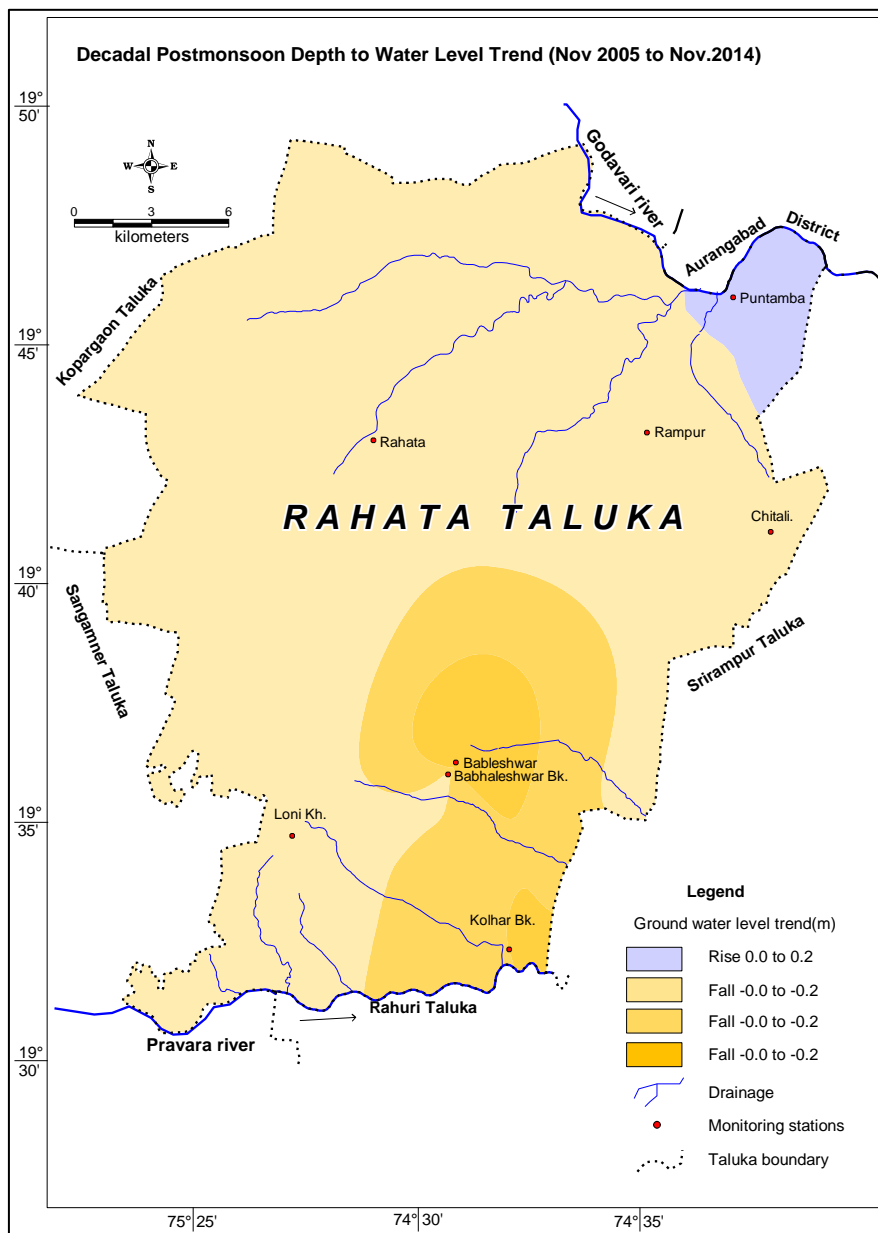 Decadal Postmonsoon Depth to Water Level Trend (Nov 2005 to Nov.2014)
19°
50'
N
W E
S
0 3 6
kilometers
Godavari river
Aurangabad
District
Puntamba
Kopargaon Taluka
19°
45'
Rahata
Rampur
RAHATA TALUKA
Chitali.
19°
40'
Sangamner Taluka
Srirampur Taluka
Bableshwar
Babhaleshwar Bk.
19°
35'
Loni Kh.
Kolhar Bk.
Rahuri Taluka
Pravara river
19°
30'
Legend
Ground water level trend(m)
Rise 0.0 to 0.2
Fall -0.0 to -0.2
Fall -0.0 to -0.2
Fall -0.0 to -0.2
Drainage
Monitoring stations
Taluka boundary
75° 25' 74° 30' 74° 35'